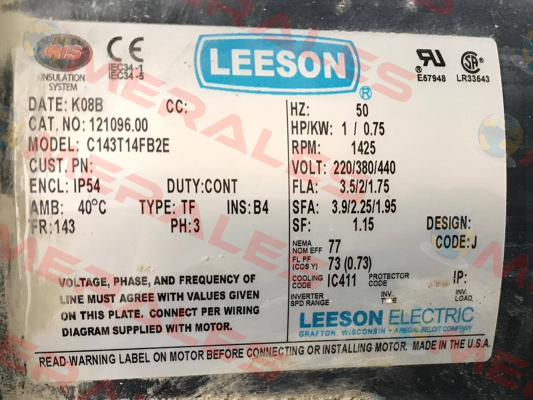 IRIS
INSULATION
SYSTEM
CE
IEC34-1
IEC34-5
LEESON
®
E57948
LR33543
DATE: K08B CC:
CAT. NO: 121096.00
MODEL: C143T14FB2E
CUST. PN:
ENCL: IP54 DUTY: CONT
AMB: 40°C TYPE: TF INS: B4
FR: 143 PH: 3
HZ: 50
HP/KW: 1 / 0.75
RPM: 1425
VOLT: 220/380/440
FLA: 3.5/2/1.75
SFA: 3.9/2.25/1.95
SF: 1.15 DESIGN:
NEMA NOM EFF 77 CODE: J
FL PF (COS Y) 73 (0.73)
COOLING CODE IC411 PROTECTOR CODE IP:
INVERTER SPD RANGE INV. INV. LOAD.
VOLTAGE, PHASE, AND FREQUENCY OF
LINE MUST AGREE WITH VALUES GIVEN
ON THIS PLATE. CONNECT PER WIRING
DIAGRAM SUPPLIED WITH MOTOR.
LEESON ELECTRIC
GRAFTON, WISCONSIN - A REGAL-BELOIT COMPANY
READ WARNING LABEL ON MOTOR BEFORE CONNECTING OR INSTALLING MOTOR. MADE IN THE U.S.A.
MERALES